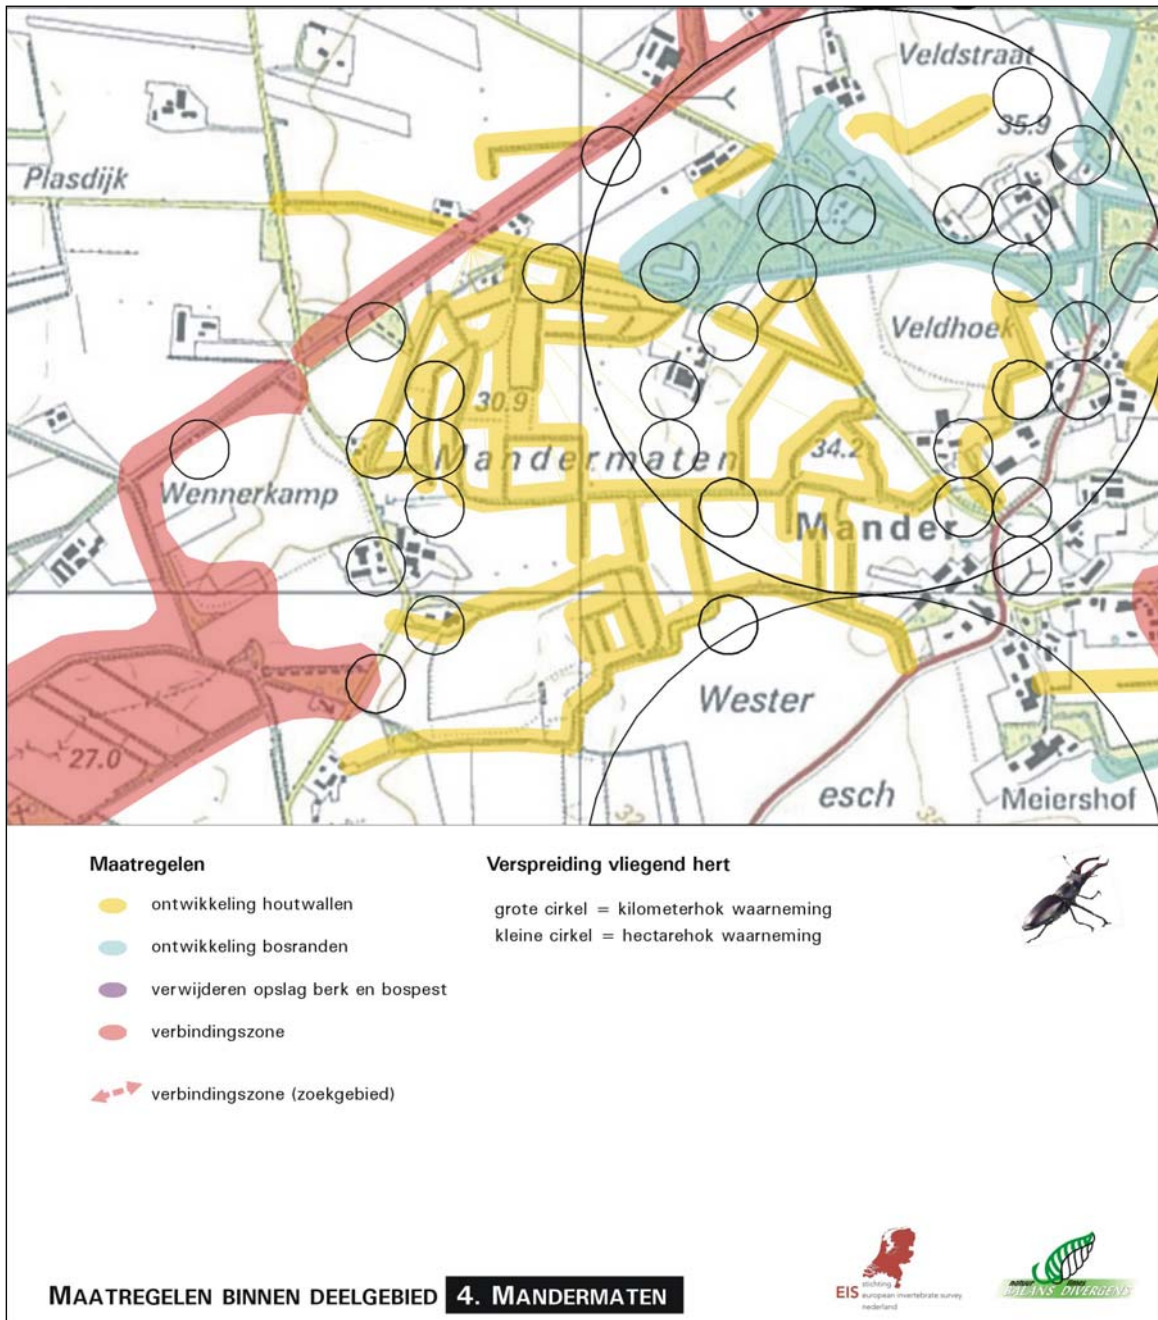 Veldstraat
35.9
Plasdijk
Veldhoek
30.9
Mandermaten
34.2
Wennerkamp
Mander
Wester
27.0
esch
Meiershof
Maatregelen
ontwikkeling houtwallen
ontwikkeling bosranden
verwijderen opslag berk en bospest
verbindingszone
verbindingszone (zoekgebied)
Verspreiding vliegend hert
grote cirkel = kilometerhok waarneming
kleine cirkel = hectarehok waarneming
MAATREGELEN BINNEN DEELGEBIED 4. MANDERMATEN
EIS stichting
european invertebrate survey
nederland
natuur
BALANS DIVERGENS